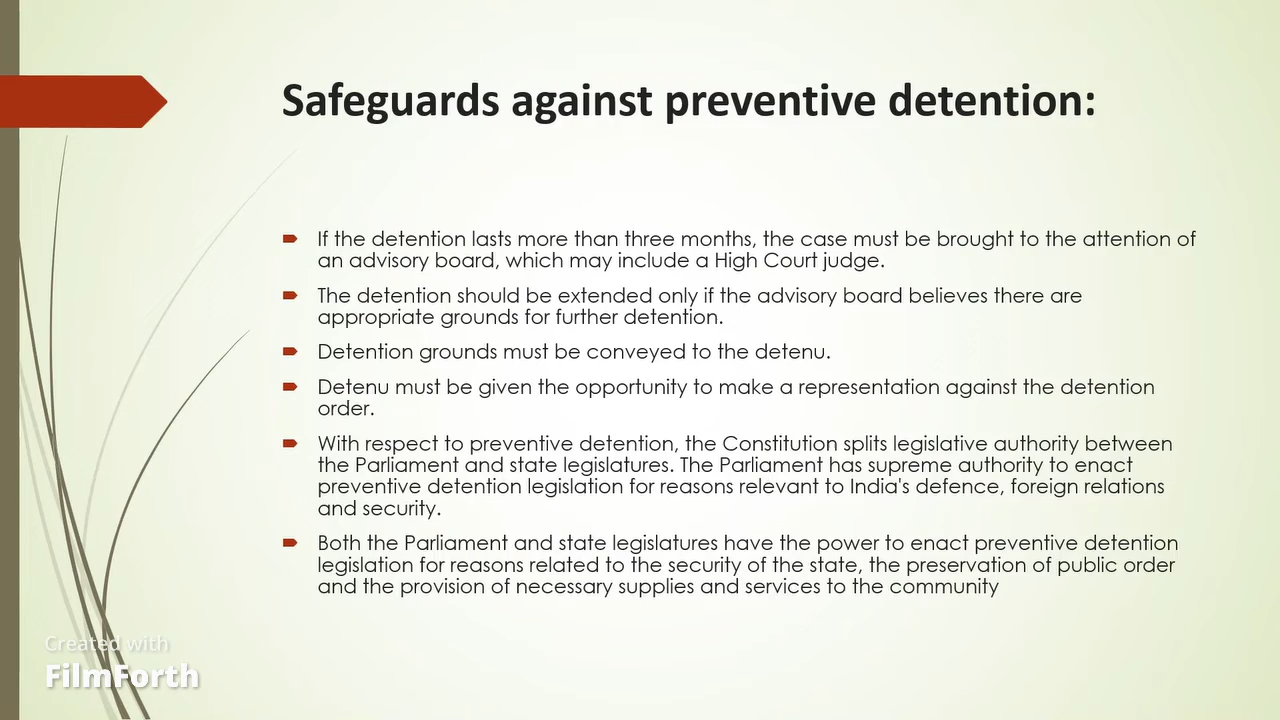 Safeguards against preventive detention:
If the detention lasts more than three months, the case must be brought to the attention of
an advisory board, which may include a High Court judge.
The detention should be extended only if the advisory board believes there are
appropriate grounds for further detention.
Detention grounds must be conveyed to the detenu.
Detenu must be given the opportunity to make a representation against the detention
order.
With respect to preventive detention, the Constitution splits legislative authority between
the Parliament and state legislatures. The Parliament has supreme authority to enact
preventive detention legislation for reasons relevant to India's defence, foreign relations
and security.
Both the Parliament and state legislatures have the power to enact preventive detention
legislation for reasons related to the security of the state, the preservation of public order
and the provision of necessary supplies and services to the community
Created with
FilmForth